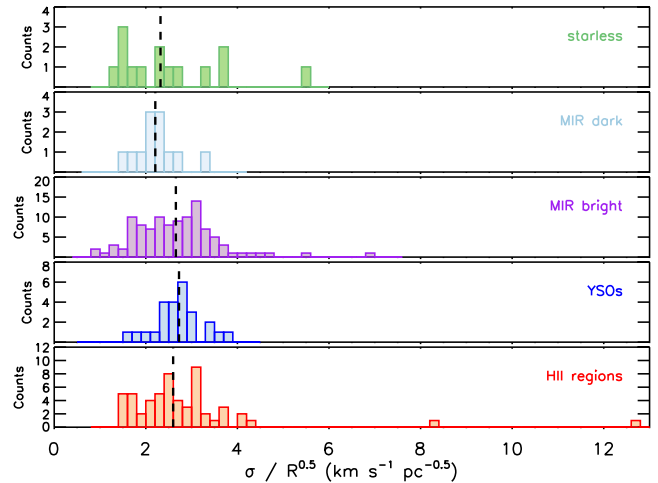 4
3
2
1
Counts
starless
4
3
2
1
Counts
MIR dark
20
15
10
5
Counts
MIR bright
8
6
4
2
0
Counts
YSOs
12
10
8
6
4
2
0
Counts
HII regions
0 2 4 6 8 10 12
σ / R^0.5 (km s^-1 pc^-0.5)